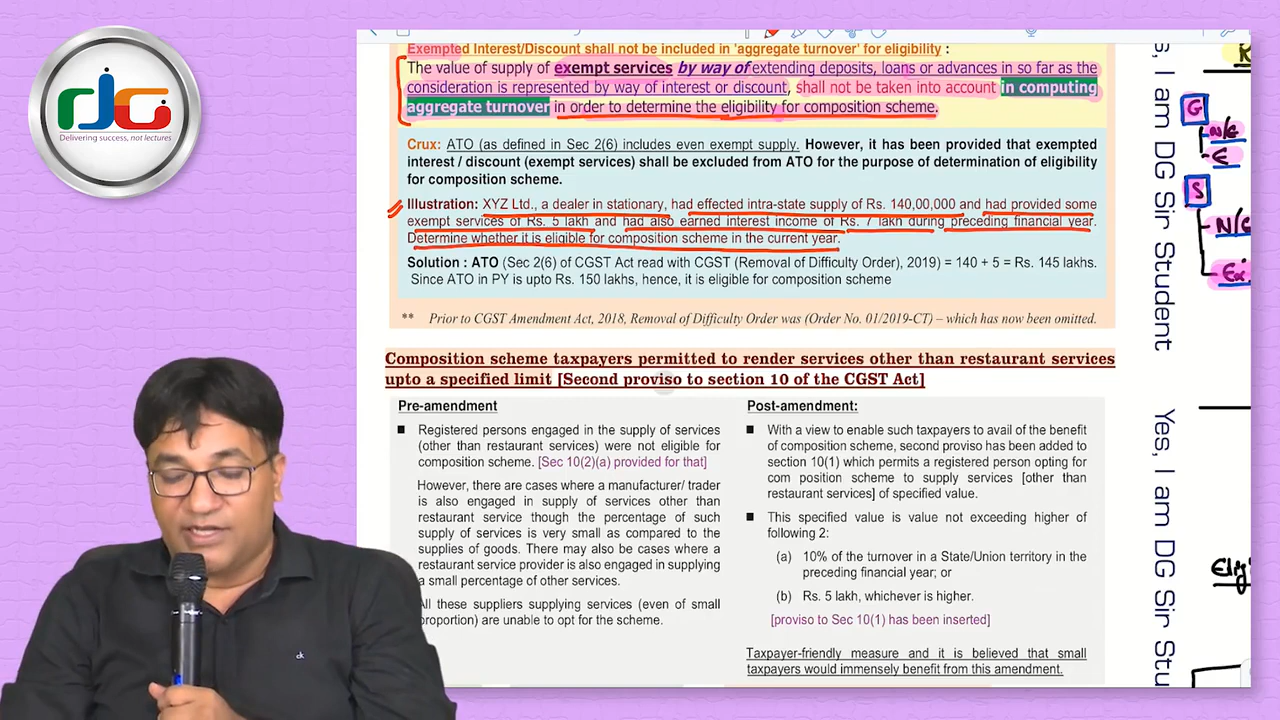 DG
Delivering success, not lectures
Exempted Interest/Discount shall not be included in 'aggregate turnover' for eligibility :
The value of supply of exempt services by way of extending deposits, loans or advances in so far as the
consideration is represented by way of interest or discount, shall not be taken into account in computing
aggregate turnover in order to determine the eligibility for composition scheme.
Crux: ATO (as defined in Sec 2(6) includes even exempt supply. However, it has been provided that exempted
interest / discount (exempt services) shall be excluded from ATO for the purpose of determination of eligibility
for composition scheme.
Illustration: XYZ Ltd., a dealer in stationary, had effected intra-state supply of Rs. 140,00,000 and had provided some
exempt services of Rs. 5 lakh and had also earned interest income of Rs. 7 lakh during preceding financial year.
Determine whether it is eligible for composition scheme in the current year.
Solution : ATO (Sec 2(6) of CGST Act read with CGST (Removal of Difficulty Order), 2019) = 140 + 5 = Rs. 145 lakhs.
Since ATO in PY is upto Rs. 150 lakhs, hence, it is eligible for composition scheme
** Prior to CGST Amendment Act, 2018, Removal of Difficulty Order was (Order No. 01/2019-CT) – which has now been omitted.
Composition scheme taxpayers permitted to render services other than restaurant services
upto a specified limit [Second proviso to section 10 of the CGST Act]
Pre-amendment
■ Registered persons engaged in the supply of services
(other than restaurant services) were not eligible for
composition scheme. [Sec 10(2)(a) provided for that]
However, there are cases where a manufacturer/ trader
is also engaged in supply of services other than
restaurant service though the percentage of such
supply of services is very small as compared to the
supplies of goods. There may also be cases where a
restaurant service provider is also engaged in supplying
a small percentage of other services.
All these suppliers supplying services (even of small
proportion) are unable to opt for the scheme.
Post-amendment:
■ With a view to enable such taxpayers to avail of the benefit
of composition scheme, second proviso has been added to
section 10(1) which permits a registered person opting for
com position scheme to supply services [other than
restaurant services] of specified value.
■ This specified value is value not exceeding higher of
following 2:
(a) 10% of the turnover in a State/Union territory in the
preceding financial year; or
(b) Rs. 5 lakh, whichever is higher.
[proviso to Sec 10(1) has been inserted]
Taxpayer-friendly measure and it is believed that small
taxpayers would immensely benefit from this amendment.
s, I am DG Sir Student
Yes, I am DG Sir Stu
G
N/G
E
S
N/G
Ex
Elig